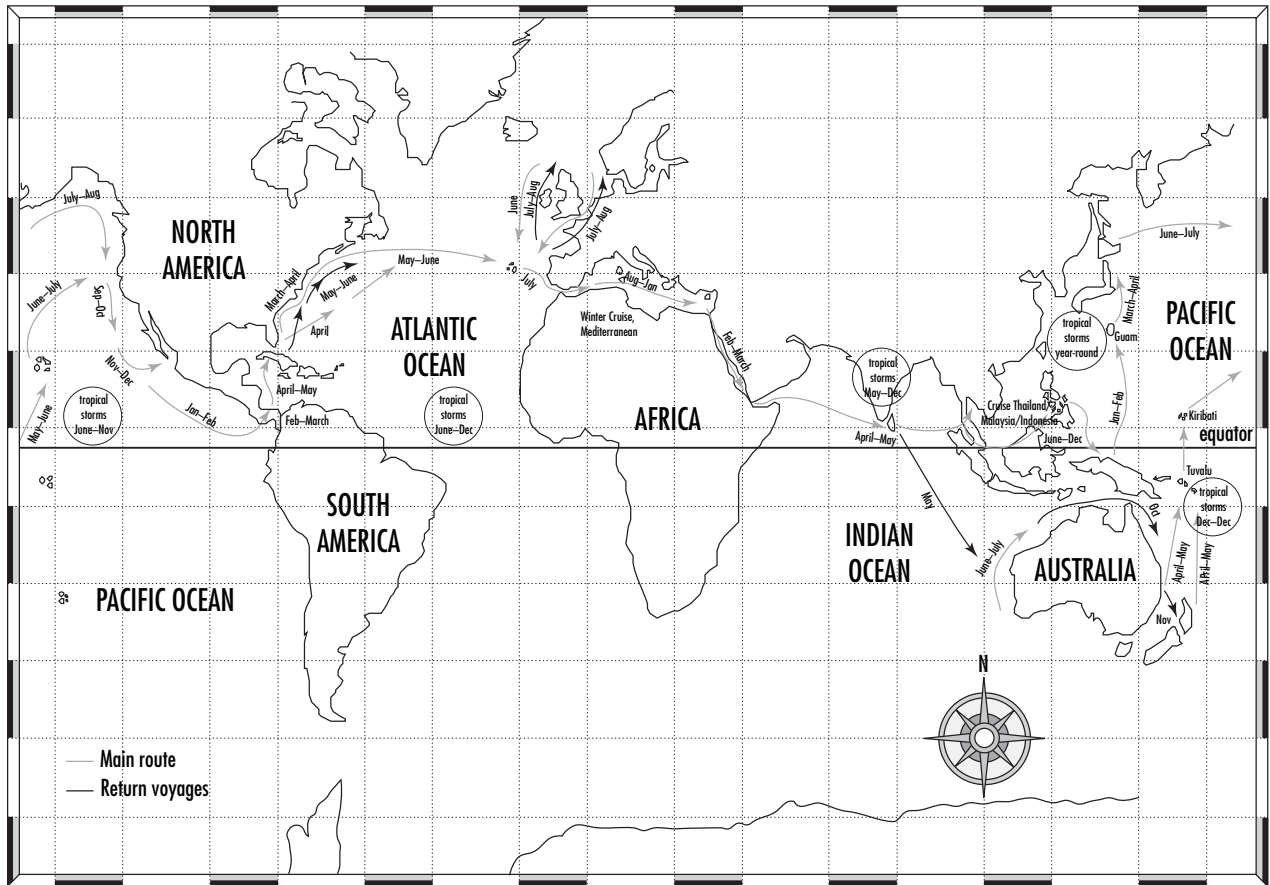 July–Aug
NORTH
AMERICA
June–July
Sep–Oct
Nov–Dec
May–June
tropical
storms
June–Nov
Jan–Feb
March–April
May–June
April
April–May
Feb–March
May–June
ATLANTIC
OCEAN
tropical
storms
June–Dec
June
July–Aug
July–Aug
July
Aug–Jan
Winter Cruise,
Mediterranean
Feb–March
AFRICA
tropical
storms
May–Dec
April–May
May
Cruise Thailand/
Malaysia/Indonesia
June–Dec
tropical
storms
year-round
Guam
March–April
Jan–Feb
June–July
PACIFIC
OCEAN
Kiribati
equator
Tuvalu
tropical
storms
Dec–Dec
Oct
SOUTH
AMERICA
INDIAN
OCEAN
June–July
AUSTRALIA
April–May
April–May
Nov
PACIFIC OCEAN
N
Main route
Return voyages